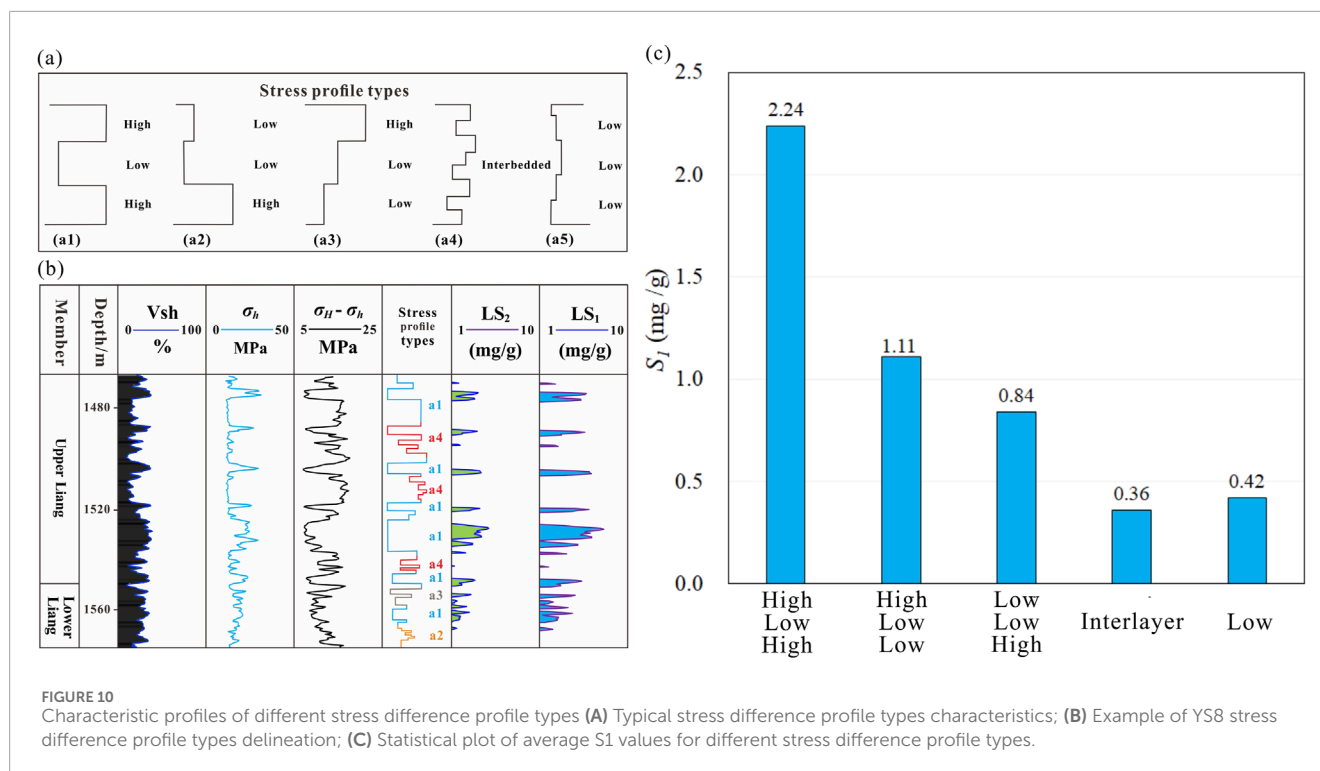 (a)
Stress profile types
High Low High Low
Low Low Low Interbedded Low
High High Low Low
(a1) (a2) (a3) (a4) (a5)
(b)
Member
Depth/m
Vsh
0 100
%
σh
0 50
MPa
σH - σh
5 25
MPa
Stress
profile
types
LS2
1 10
(mg/g)
LS1
1 10
(mg/g)
Upper Liang
Lower
Liang
1480
1520
1560
a1
a4
a1
a4
a1
a1
a4
a1
a3
a1
a2
(c)
S1 (mg /g)
2.5
2.0
1.5
1.0
0.5
0.0
2.24
1.11
0.84
0.36
0.42
High
Low
High
High
Low
Low
Low
Low
High
Interlayer
Low
FIGURE 10
Characteristic profiles of different stress difference profile types (A) Typical stress difference profile types characteristics; (B) Example of YS8 stress
difference profile types delineation; (C) Statistical plot of average S1 values for different stress difference profile types.